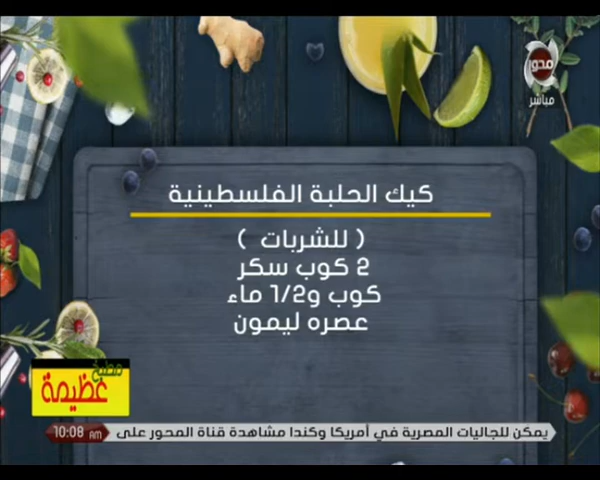 محور
مباشر
كيك الحلبة الفلسطينية
( للشربات )
2 كوب سكر
كوب و1/2 ماء
عصره ليمون
مطبخ
عظيمة
يمكن للجاليات المصرية في أمريكا وكندا مشاهدة قناة المحور على
10:08 AM